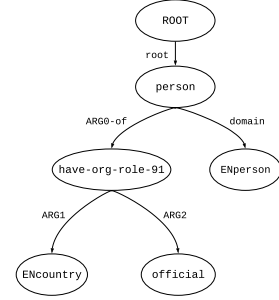 ROOT
root
person
ARG0-of
domain
have-org-role-91
ENperson
ARG1
ARG2
ENcountry
official